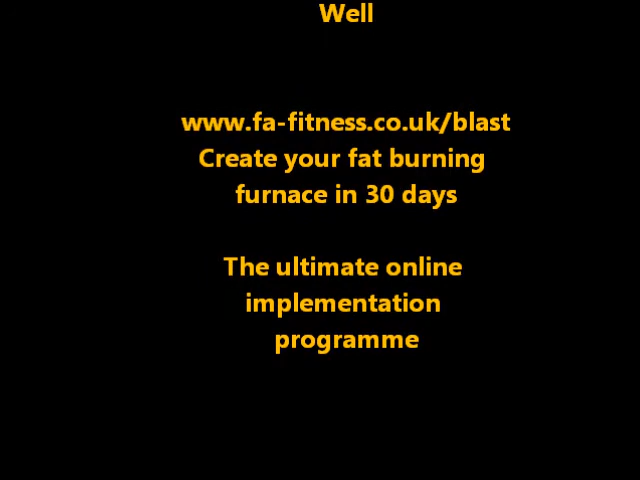 Well
www.fa-fitness.co.uk/blast
Create your fat burning
furnace in 30 days
The ultimate online
implementation
programme